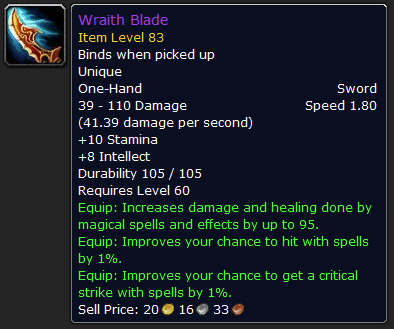 Wraith Blade
Item Level 83
Binds when picked up
Unique
One-Hand Sword
39 - 110 Damage Speed 1.80
(41.39 damage per second)
+10 Stamina
+8 Intellect
Durability 105 / 105
Requires Level 60
Equip: Increases damage and healing done by
magical spells and effects by up to 95.
Equip: Improves your chance to hit with spells
by 1%.
Equip: Improves your chance to get a critical
strike with spells by 1%.
Sell Price: 20 16 33